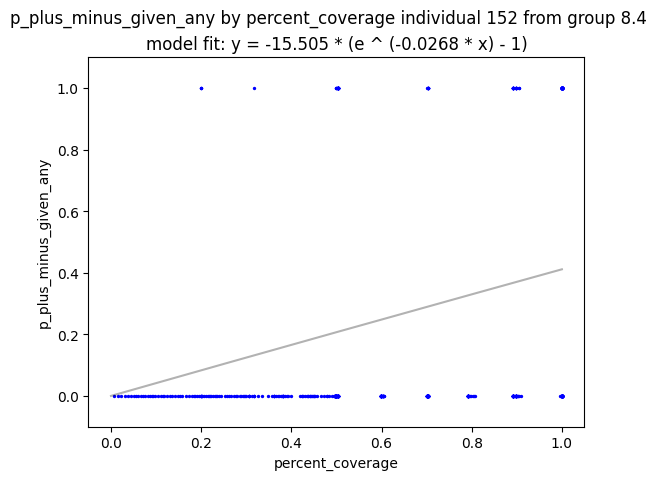 p_plus_minus_given_any by percent_coverage individual 152 from group 8.4
model fit: y = -15.505 * (e ^ (-0.0268 * x) - 1)
p_plus_minus_given_any
1.0
0.8
0.6
0.4
0.2
0.0
0.0 0.2 0.4 0.6 0.8 1.0
percent_coverage